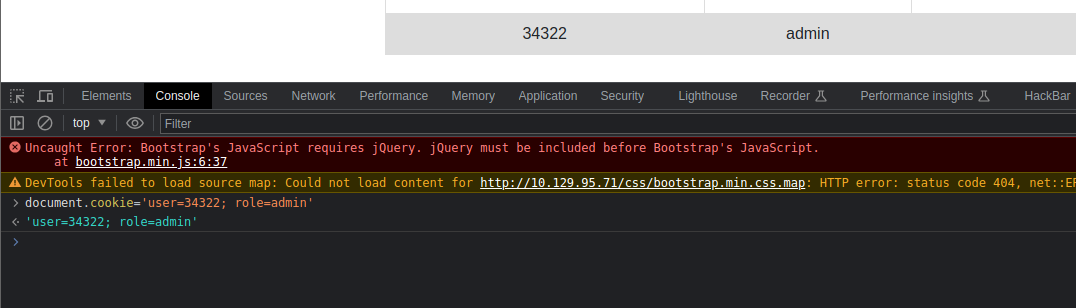 34322 admin
Elements Console Sources Network Performance Memory Application Security Lighthouse Recorder Performance insights HackBar
top Filter
Uncaught Error: Bootstrap's JavaScript requires jQuery. jQuery must be included before Bootstrap's JavaScript.
at bootstrap.min.js:6:37
DevTools failed to load source map: Could not load content for http://10.129.95.71/css/bootstrap.min.css.map: HTTP error: status code 404, net::EF
document.cookie='user=34322; role=admin'
'user=34322; role=admin'